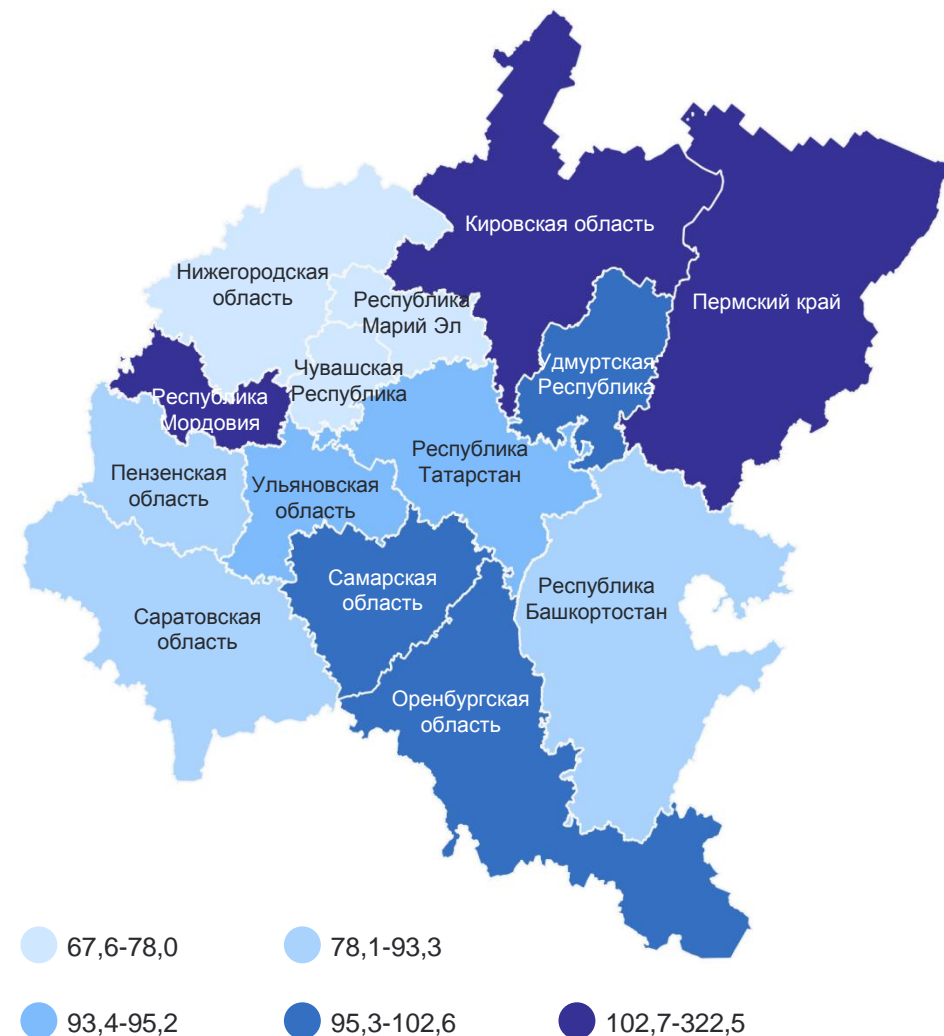 Кировская область
Нижегородская
область
Республика
Марий Эл
Пермский край
Удмуртская
Республика
Чувашская
Республика
Республика
Мордовия
Республика
Татарстан
Пензенская
область
Ульяновская
область
Самарская
область
Республика
Башкортостан
Саратовская
область
Оренбургская
область
67,6-78,0
78,1-93,3
93,4-95,2
95,3-102,6
102,7-322,5